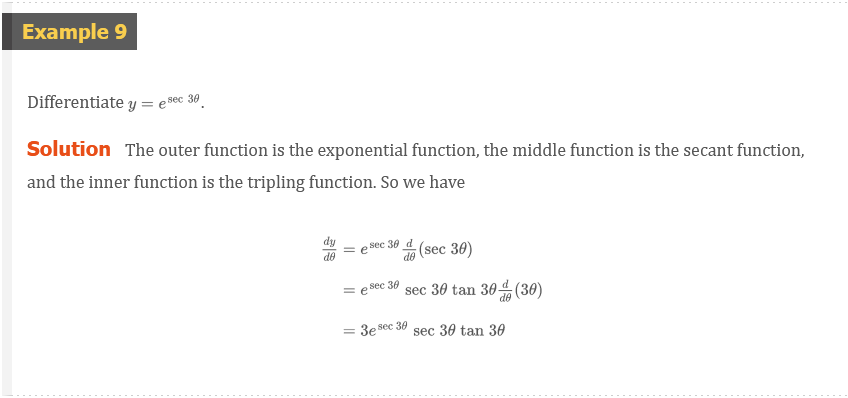 Example 9
Differentiate $y = e^{\sec 3\theta}$.
Solution The outer function is the exponential function, the middle function is the secant function,
and the inner function is the tripling function. So we have
$\frac{dy}{d\theta} = e^{\sec 3\theta} \frac{d}{d\theta}(\sec 3\theta)$
$= e^{\sec 3\theta} \sec 3\theta \tan 3\theta \frac{d}{d\theta}(3\theta)$
$= 3e^{\sec 3\theta} \sec 3\theta \tan 3\theta$